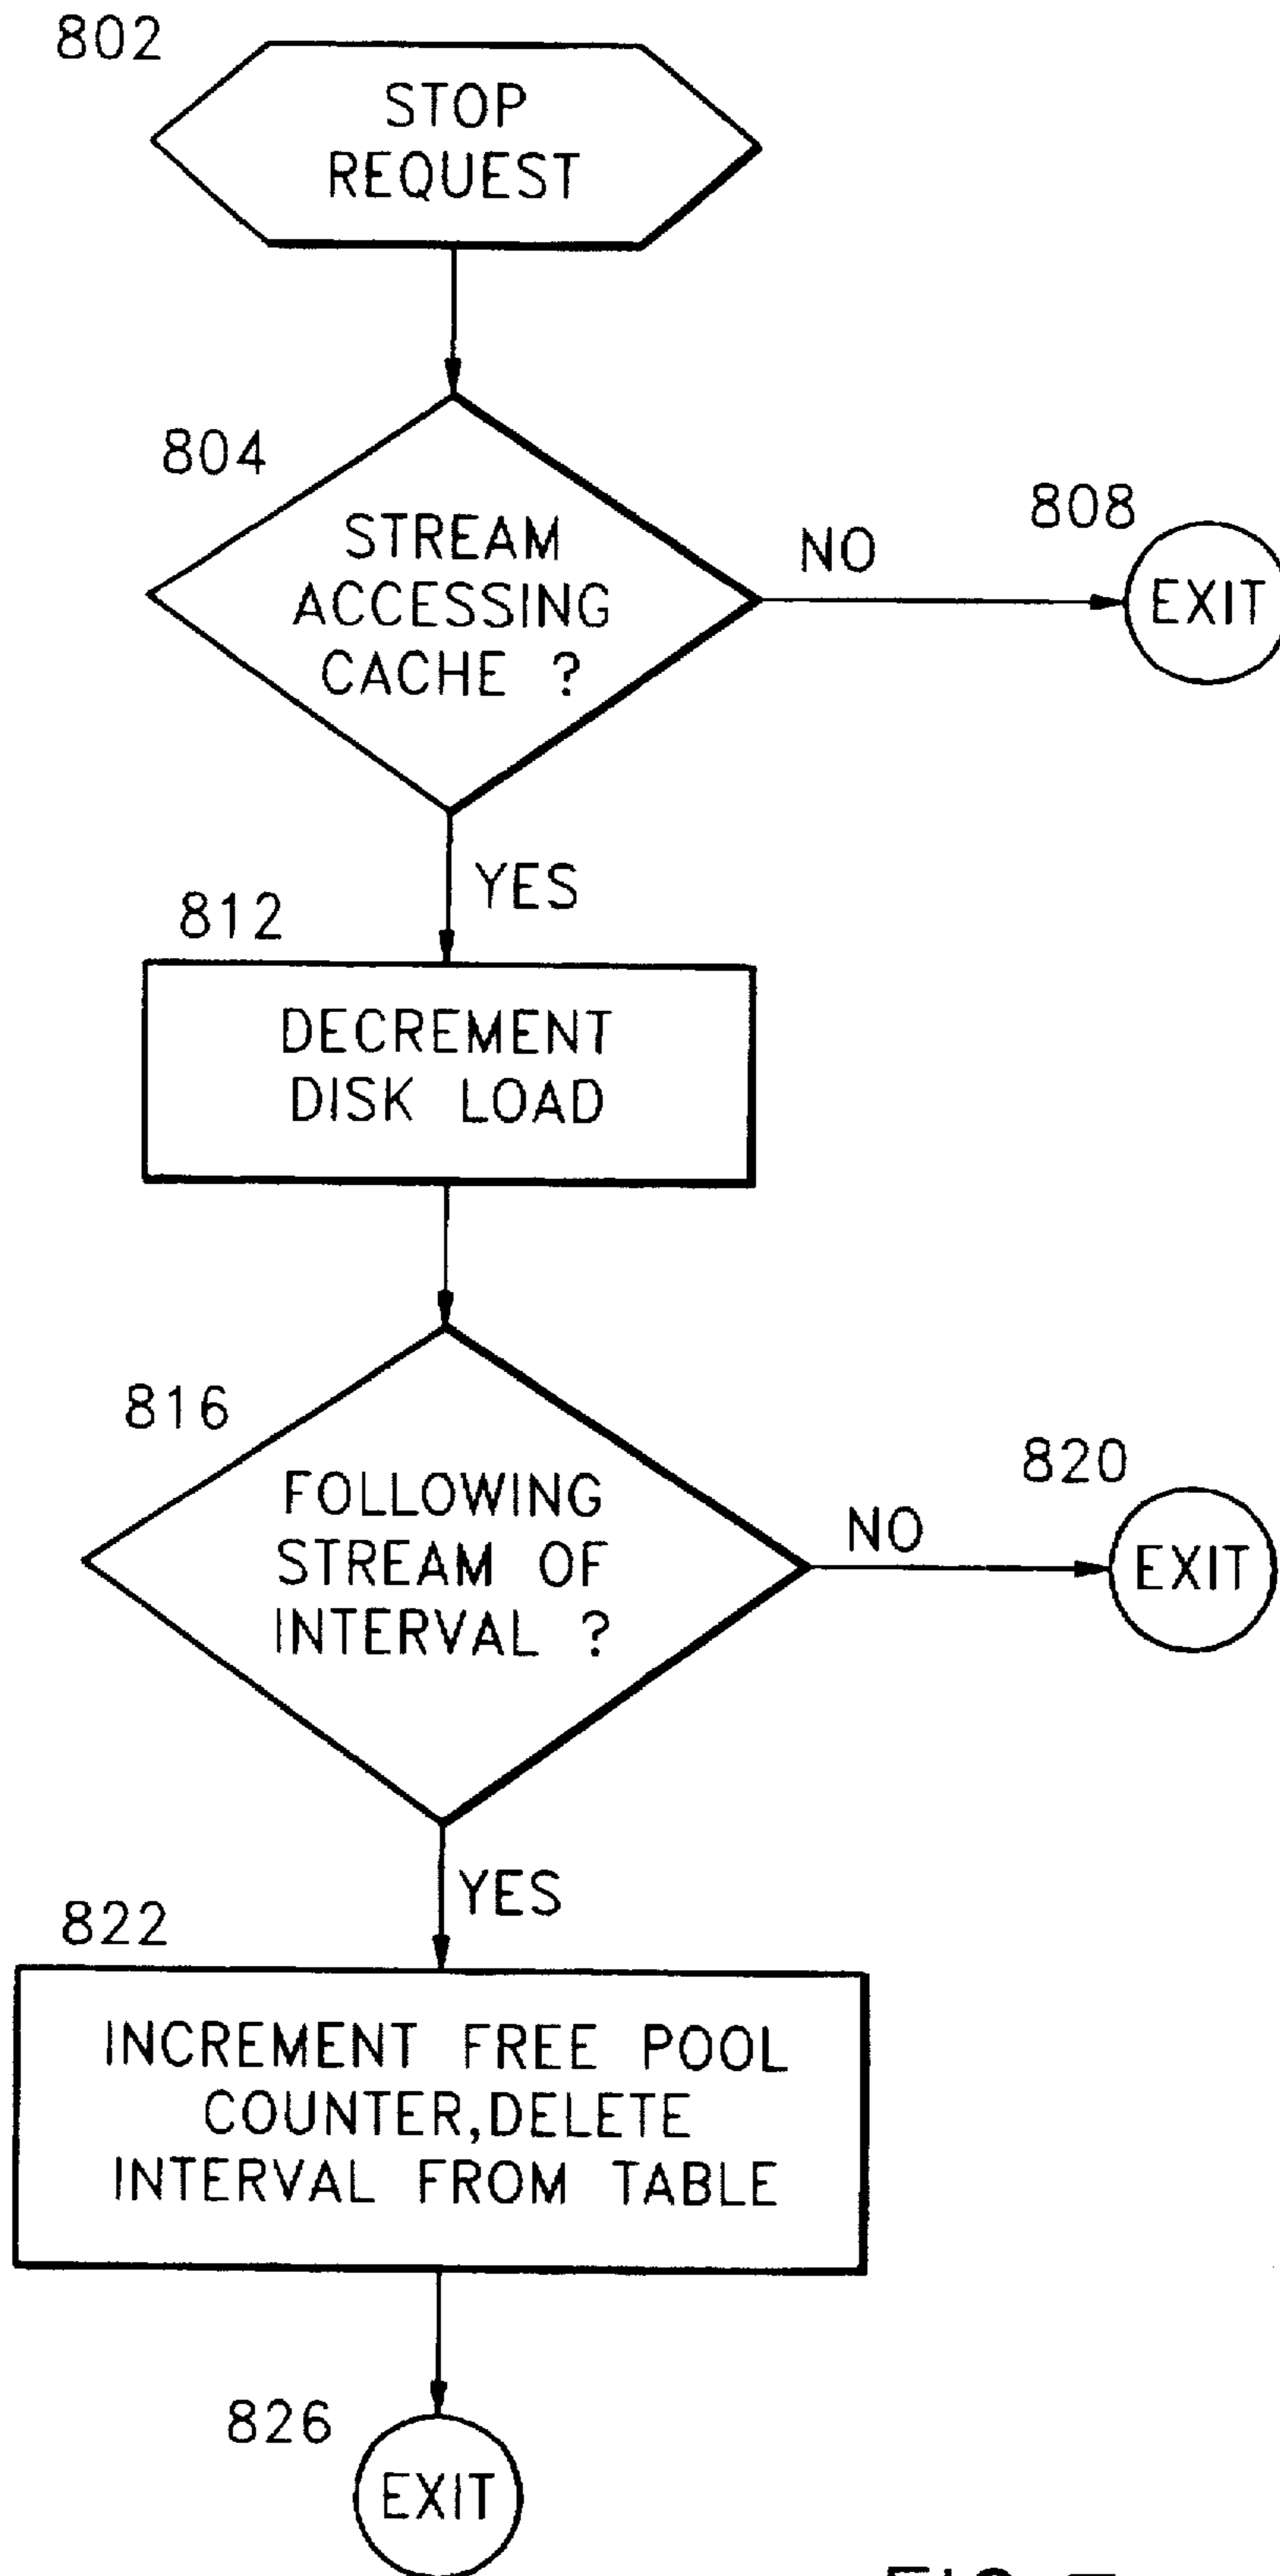 802
STOP
REQUEST
804
STREAM
ACCESSING
CACHE ?
NO
808
EXIT
YES
812
DECREMENT
DISK LOAD
816
FOLLOWING
STREAM OF
INTERVAL ?
NO
820
EXIT
YES
822
INCREMENT FREE POOL
COUNTER,DELETE
INTERVAL FROM TABLE
826
EXIT